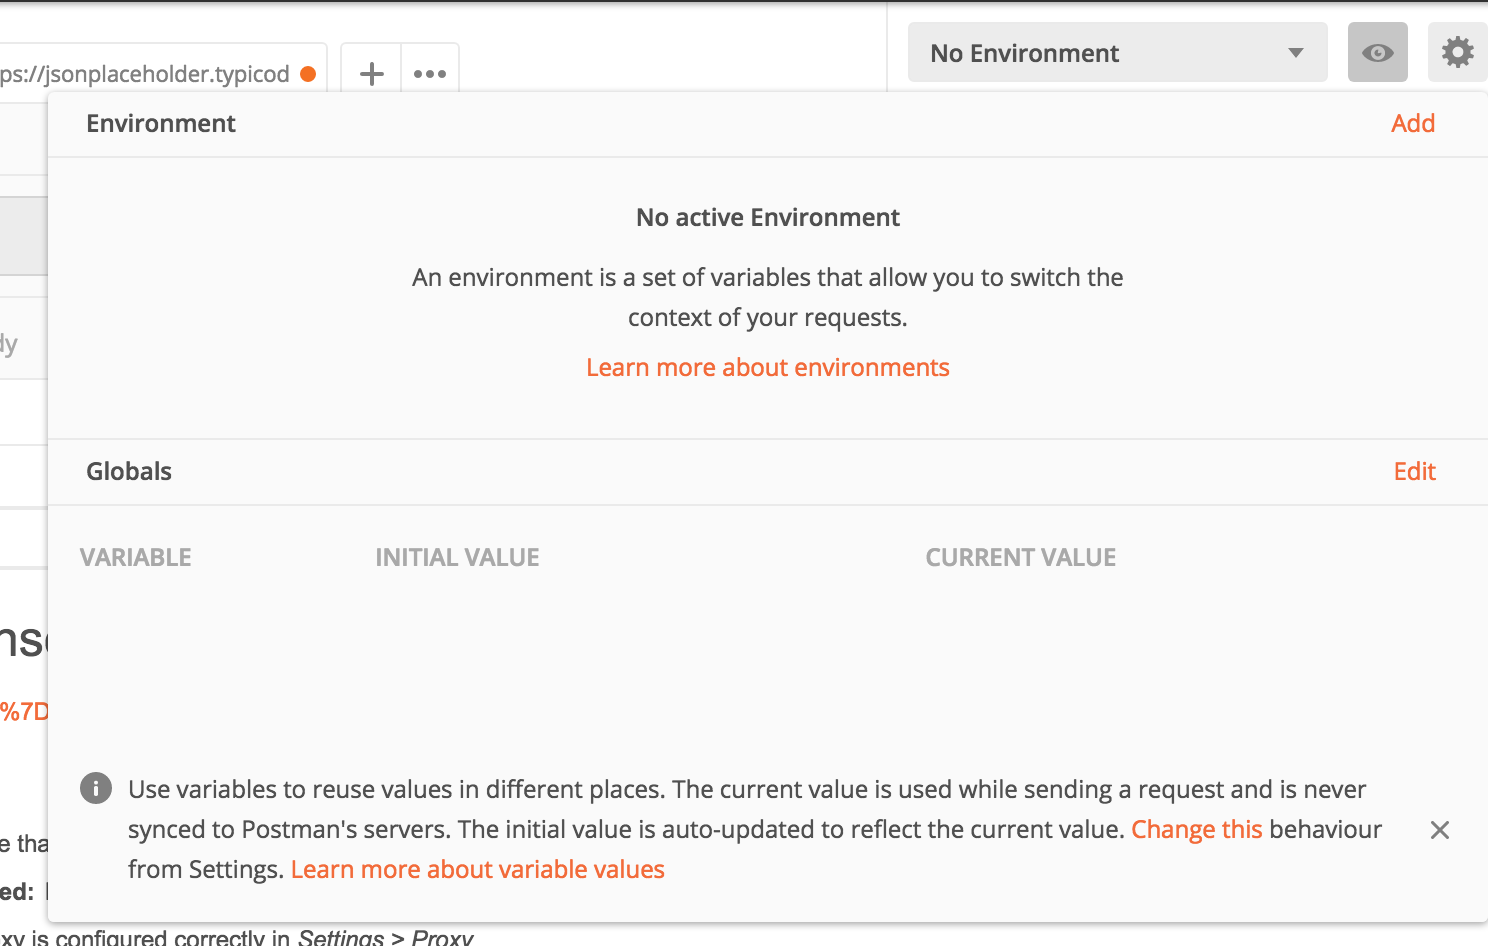 ps://jsonplaceholder.typicod
No Environment
Environment
Add
No active Environment
An environment is a set of variables that allow you to switch the
context of your requests.
Learn more about environments
dy
Globals
Edit
VARIABLE INITIAL VALUE CURRENT VALUE
nse
%7D
Use variables to reuse values in different places. The current value is used while sending a request and is never
synced to Postman's servers. The initial value is auto-updated to reflect the current value. Change this behaviour
from Settings. Learn more about variable values
e tha
ed:
xy is configured correctly in Settings > Proxy